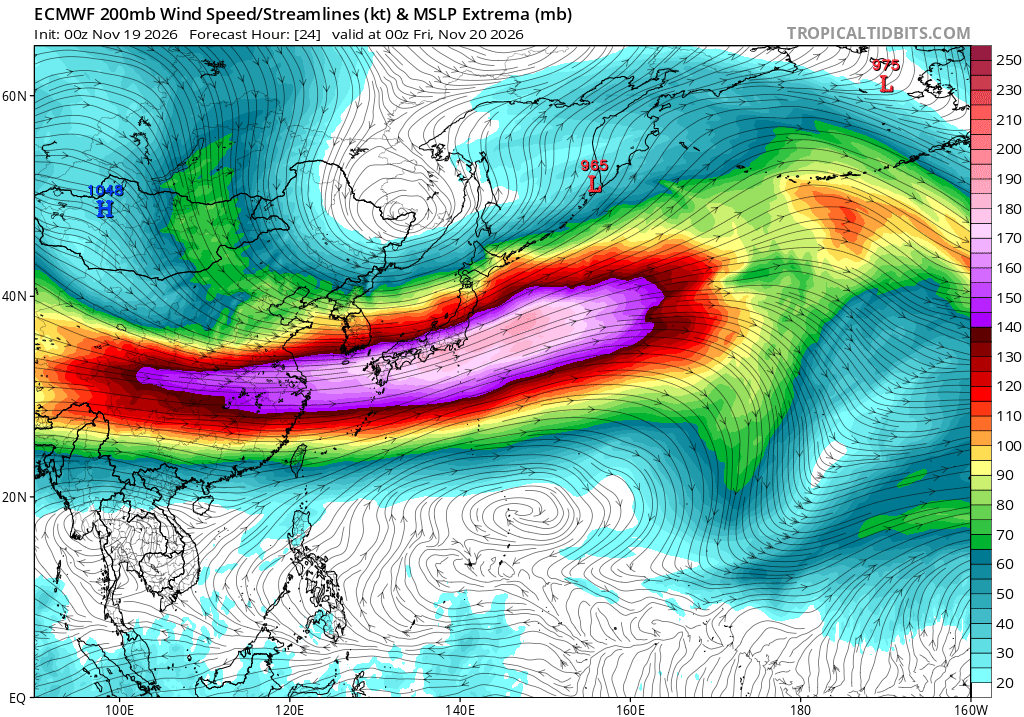 ECMWF 200mb Wind Speed/Streamlines (kt) & MSLP Extrema (mb)
Init: 00z Nov 19 2026 Forecast Hour: [24] valid at 00z Fri, Nov 20 2026
TROPICALTIDBITS.COM
975
L
965
L
1048
H
60N
40N
20N
EQ
100E
120E
140E
160E
180
160W
250
230
210
200
190
180
170
160
150
140
130
120
110
100
90
80
70
60
50
40
30
20